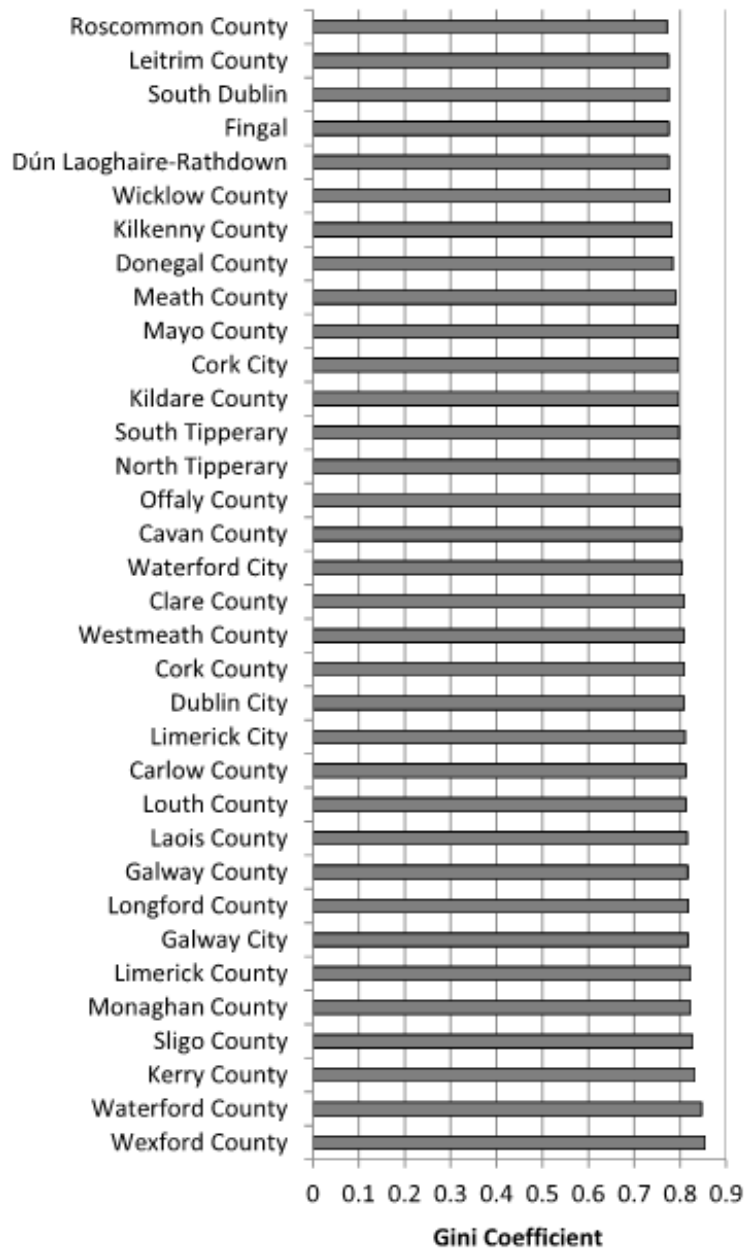 Roscommon County
Leitrim County
South Dublin
Fingal
Dún Laoghaire-Rathdown
Wicklow County
Kilkenny County
Donegal County
Meath County
Mayo County
Cork City
Kildare County
South Tipperary
North Tipperary
Offaly County
Cavan County
Waterford City
Clare County
Westmeath County
Cork County
Dublin City
Limerick City
Carlow County
Louth County
Laois County
Galway County
Longford County
Galway City
Limerick County
Monaghan County
Sligo County
Kerry County
Waterford County
Wexford County
0 0.1 0.2 0.3 0.4 0.5 0.6 0.7 0.8 0.9
Gini Coefficient